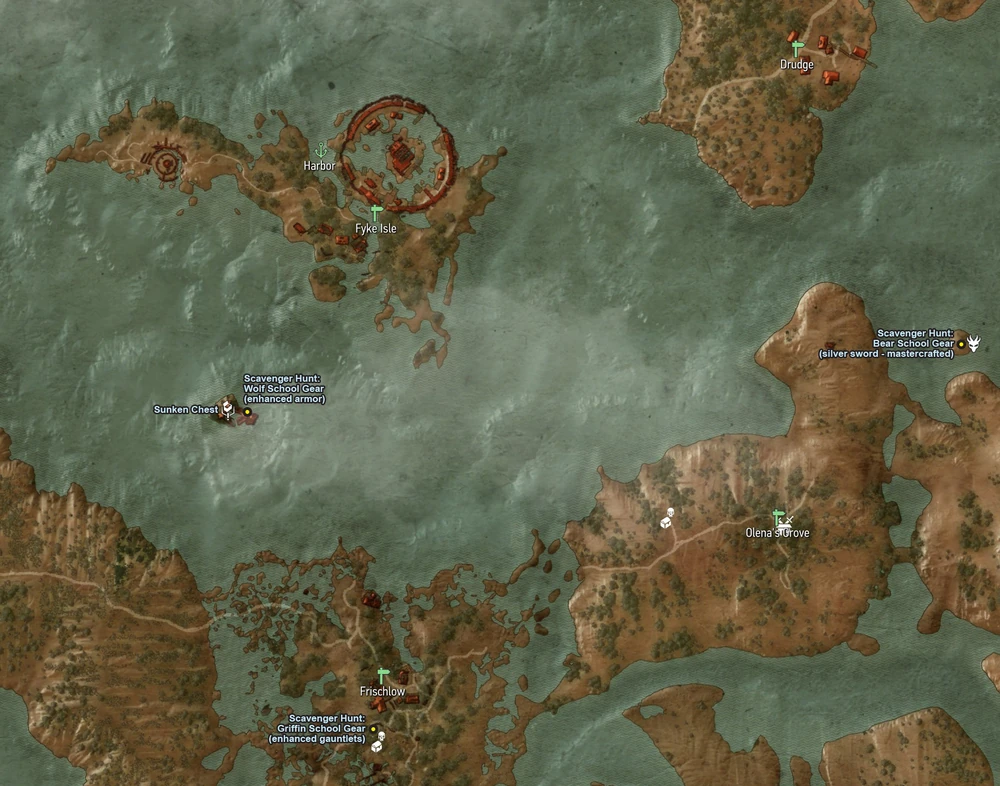 Drudge
Harbor
Fyke Isle
Scavenger Hunt:
Bear School Gear
(silver sword - mastercrafted)
Scavenger Hunt:
Wolf School Gear
(enhanced armor)
Sunken Chest
Olena's Grove
Frischlow
Scavenger Hunt:
Griffin School Gear
(enhanced gauntlets)